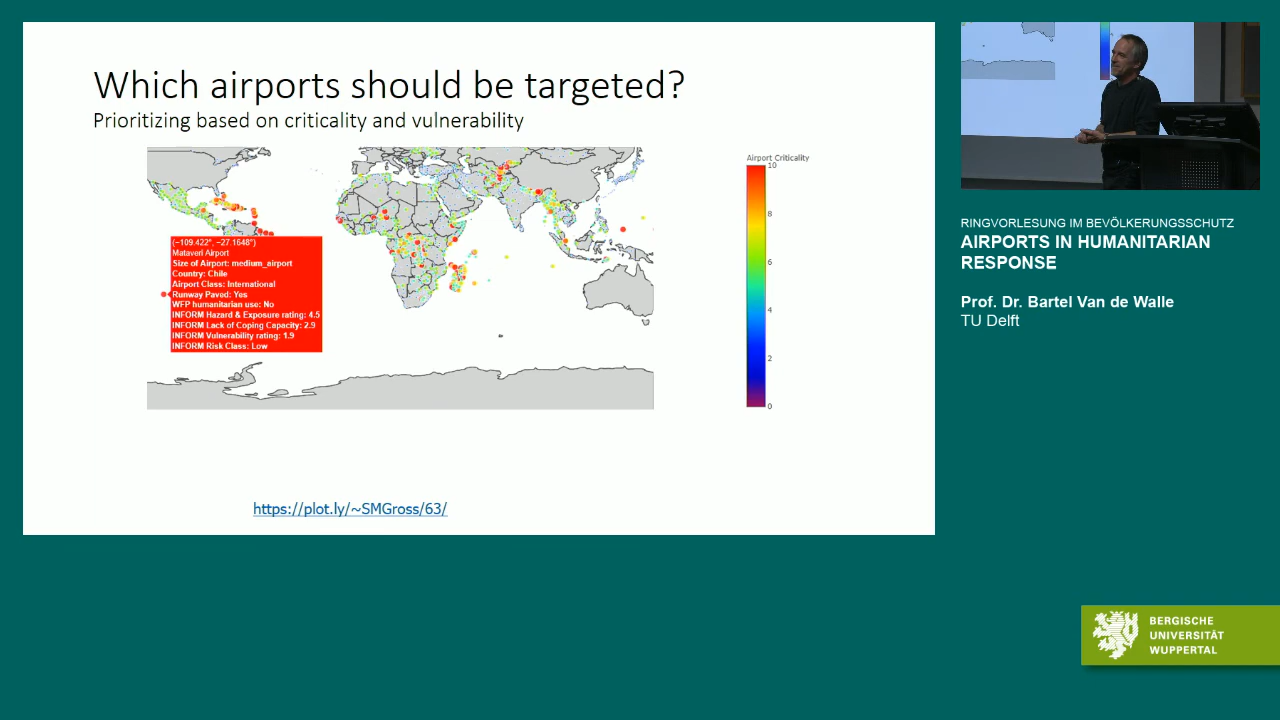 Which airports should be targeted?
Prioritizing based on criticality and vulnerability
Airport Criticality
10
8
6
4
2
0
(−109.422°, −27.1648°)
Mataveri Airport
Size of Airport: medium_airport
Country: Chile
Airport Class: International
Runway Paved: Yes
WFP humanitarian use: No
INFORM Hazard & Exposure rating: 4.5
INFORM Lack of Coping Capacity: 2.9
INFORM Vulnerability rating: 1.9
INFORM Risk Class: Low
https://plot.ly/~SMGross/63/
RINGVORLESUNG IM BEVÖLKERUNGSSCHUTZ
AIRPORTS IN HUMANITARIAN
RESPONSE
Prof. Dr. Bartel Van de Walle
TU Delft
BERGISCHE
UNIVERSITÄT
WUPPERTAL